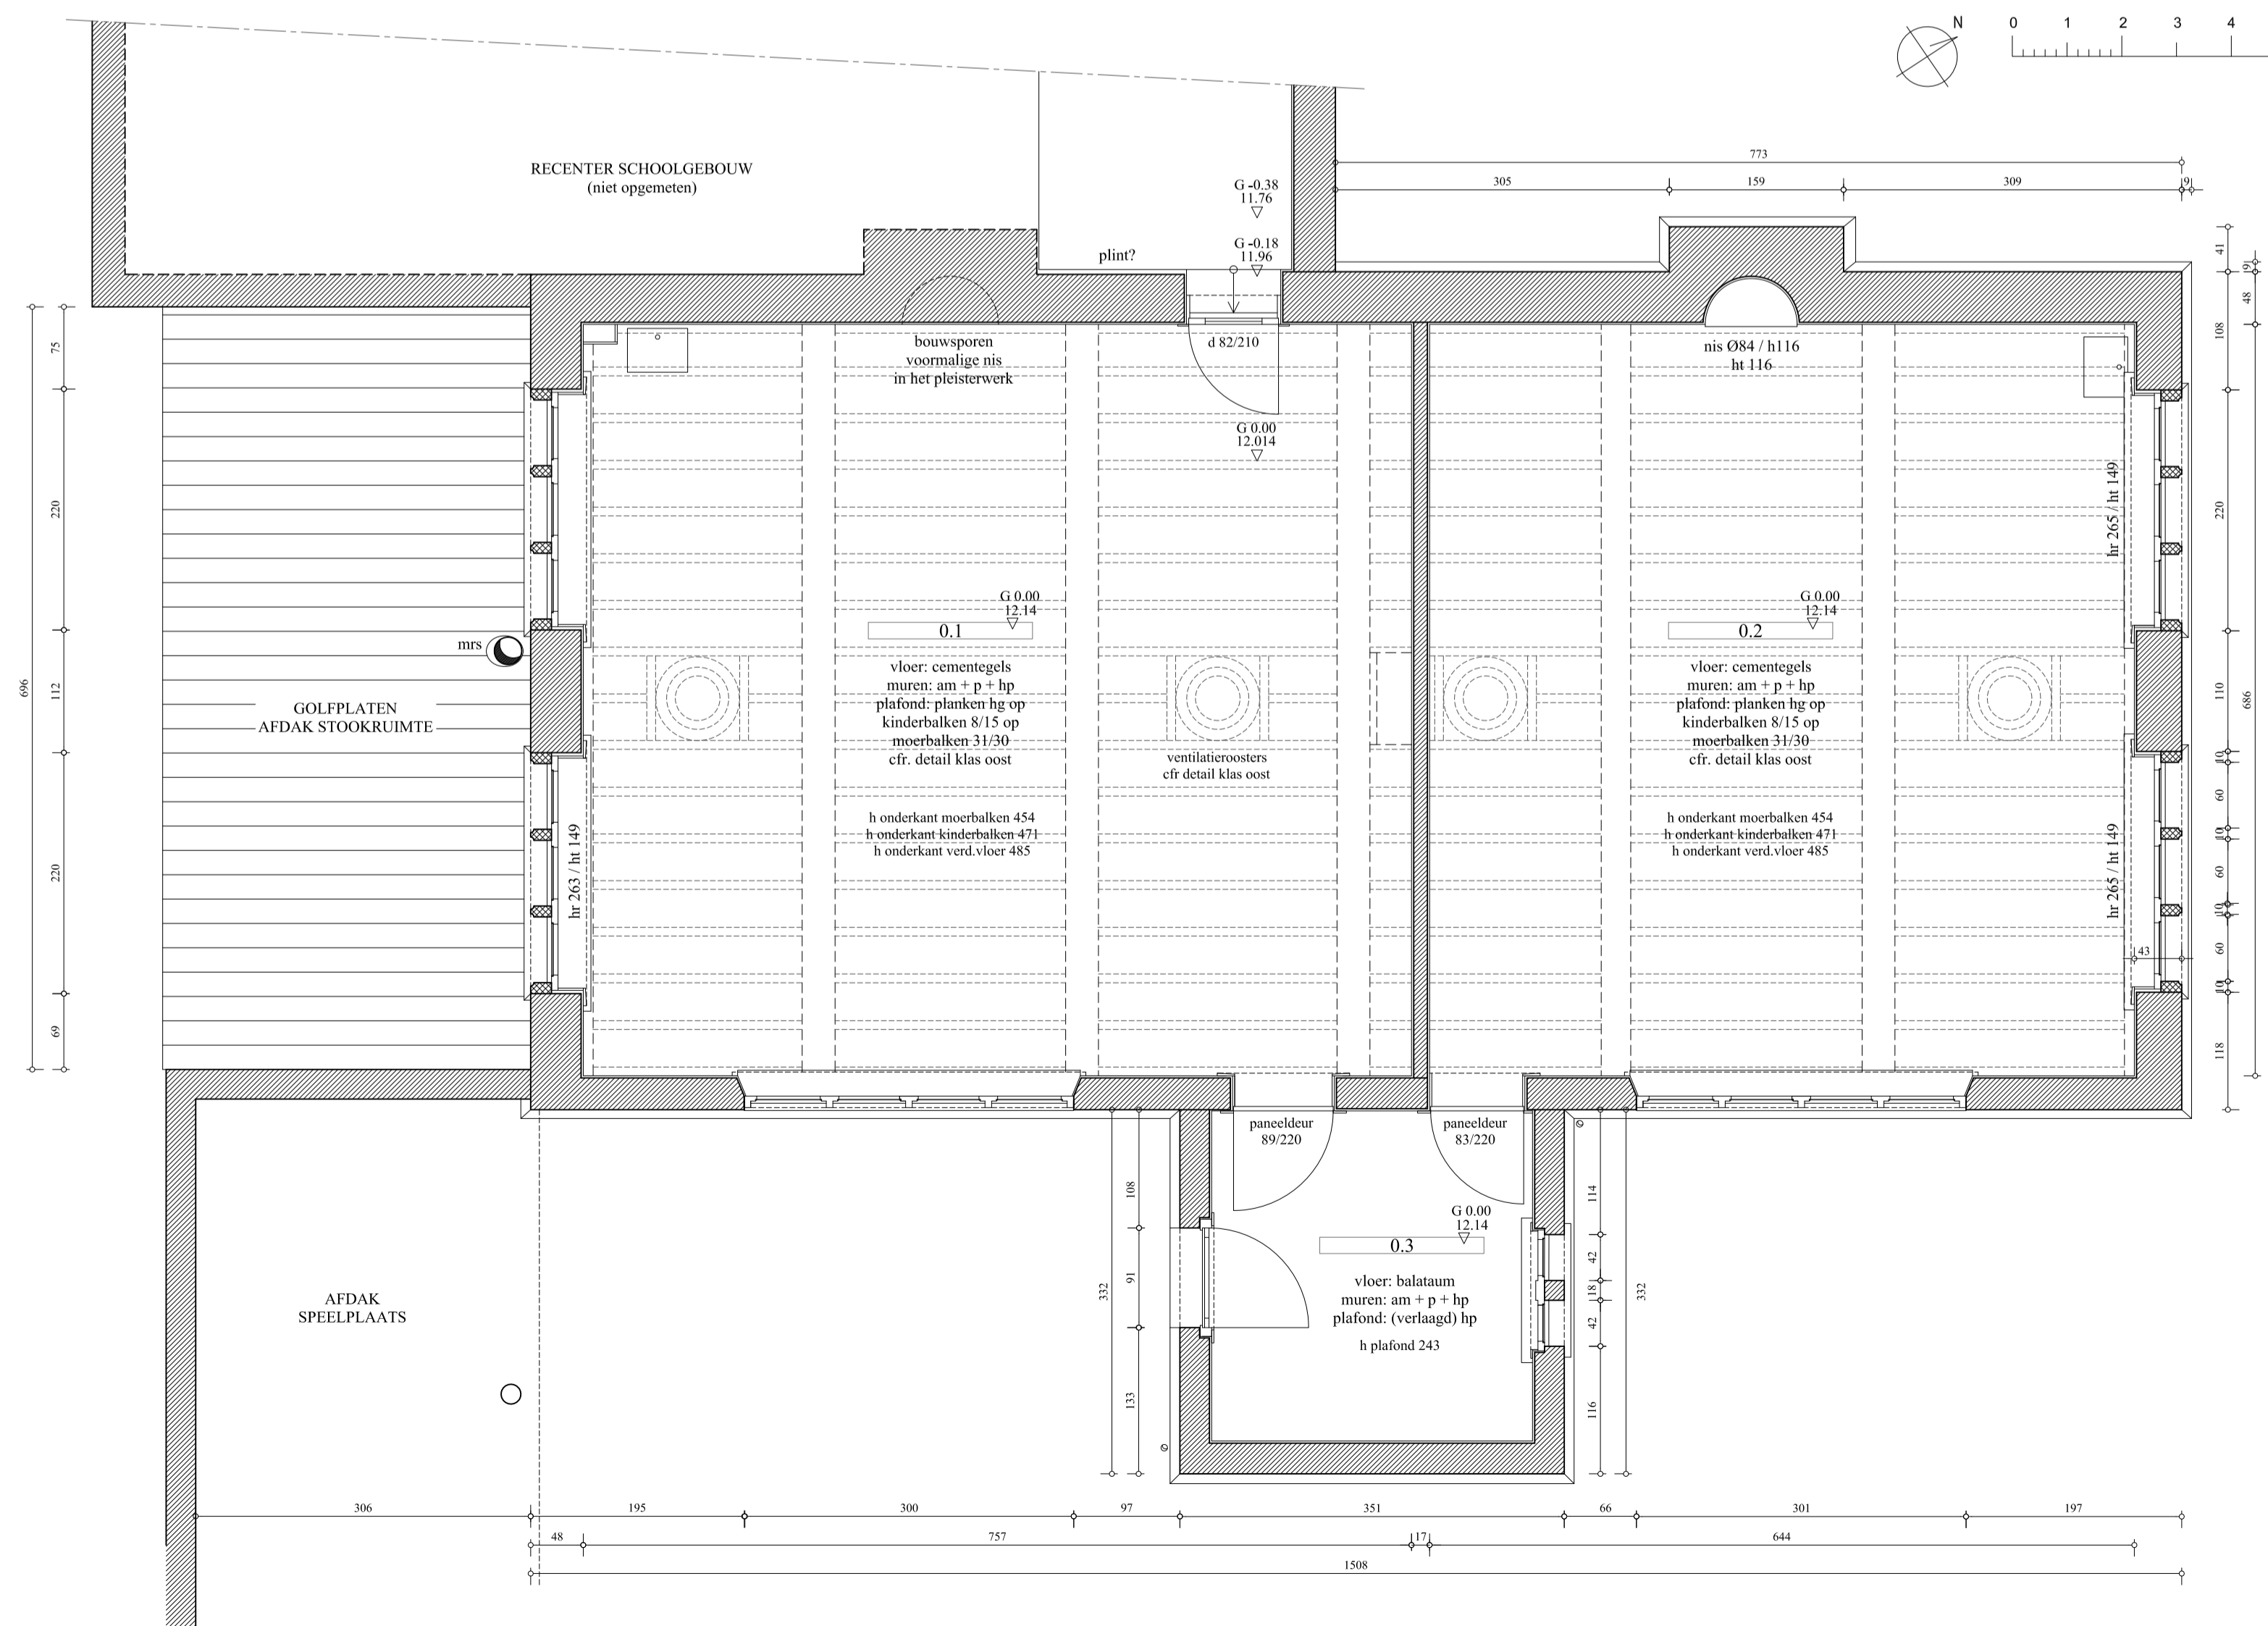 N
0 1 2 3 4
773
305 159 309 9
RECENTER SCHOOLGEBOUW
(niet opgemeten)
G -0.38
11.76
G -0.18
11.96
plint?
41
9
48
108
220
110
686
10
60
10
60
10
60
10
118
43
75
220
112
220
69
696
bouwsporen
voormalige nis
in het pleisterwerk
d 82/210
G 0.00
12.014
nis Ø84 / h116
ht 116
hr 265 / ht 149
mrs
GOLFPLATEN
AFDAK STOOKRUIMTE
G 0.00
12.14
0.1
vloer: cementegels
muren: am + p + hp
plafond: planken hg op
kinderbalken 8/15 op
moerbalken 31/30
cfr. detail klas oost
h onderkant moerbalken 454
h onderkant kinderbalken 471
h onderkant verd.vloer 485
ventilatieroosters
cfr detail klas oost
G 0.00
12.14
0.2
vloer: cementegels
muren: am + p + hp
plafond: planken hg op
kinderbalken 8/15 op
moerbalken 31/30
cfr. detail klas oost
h onderkant moerbalken 454
h onderkant kinderbalken 471
h onderkant verd.vloer 485
hr 263 / ht 149
hr 265 / ht 149
paneeldeur
89/220
paneeldeur
83/220
108
91
133
332
114
42
18
42
116
332
G 0.00
12.14
0.3
vloer: balataum
muren: am + p + hp
plafond: (verlaagd) hp
h plafond 243
AFDAK
SPEELPLAATS
306 195 300 97 351 66 301 197
48 757 17 644
1508